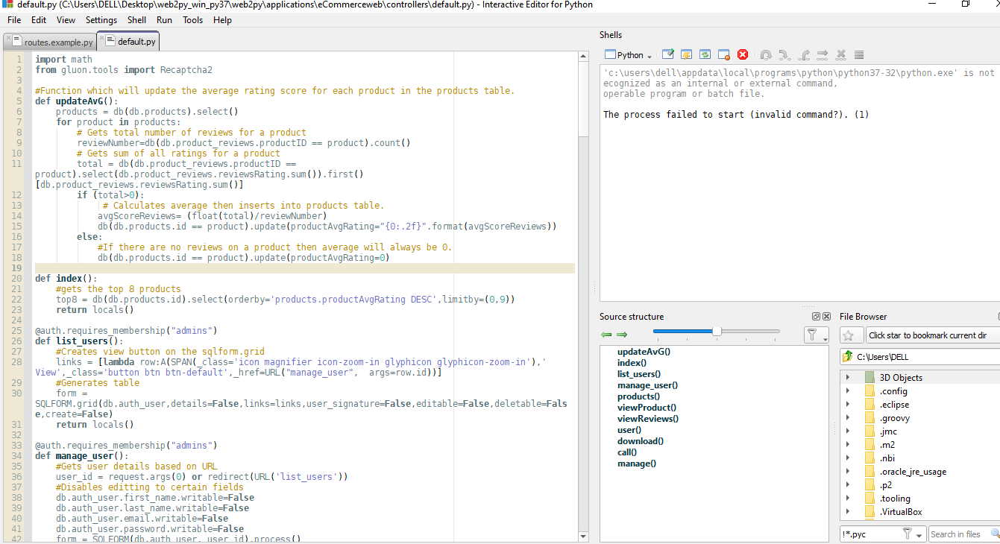 default.py (C:\Users\DELL\Desktop\web2py_win_py37\web2py\applications\eCommerceweb\controllers\default.py) - Interactive Editor for Python
File Edit View Settings Shell Run Tools Help
routes.example.py default.py
1 import math
2 from gluon.tools import Recaptcha2
3
4 #Function which will update the average rating score for each product in the products table.
5 def updateAvG():
6 products = db(db.products).select()
7 for product in products:
8 # Gets total number of reviews for a product
9 reviewNumber=db(db.product_reviews.productID == product).count()
10 # Gets sum of all ratings for a product
11 total = db(db.product_reviews.productID ==
product).select(db.product_reviews.reviewsRating.sum()).first()
[db.product_reviews.reviewsRating.sum()]
12 if (total>0):
13 # Calculates average then inserts into products table.
14 avgScoreReviews= (float(total)/reviewNumber)
15 db(db.products.id == product).update(productAvgRating="{0:.2f}".format(avgScoreReviews))
16 else:
17 #If there are no reviews on a product then average will always be 0.
18 db(db.products.id == product).update(productAvgRating=0)
19
20 def index():
21 #gets the top 8 products
22 top8 = db(db.products.id).select(orderby='products.productAvgRating DESC',limitby=(0,9))
23 return locals()
24
25 @auth.requires_membership("admins")
26 def list_users():
27 #Creates view button on the sqlform.grid
28 links = [lambda row:A(SPAN(_class='icon magnifier icon-zoom-in glyphicon glyphicon-zoom-in'),'
View',_class='button btn btn-default',_href=URL("manage_user", args=row.id))]
29 #Generates table
30 form =
SQLFORM.grid(db.auth_user,details=False,links=links,user_signature=False,editable=False,deletable=Fals
e,create=False)
31 return locals()
32
33 @auth.requires_membership("admins")
34 def manage_user():
35 #Gets user details based on URL
36 user_id = request.args(0) or redirect(URL('list_users'))
37 #Disables editting to certain fields
38 db.auth_user.first_name.writable=False
39 db.auth_user.last_name.writable=False
40 db.auth_user.email.writable=False
41 db.auth_user.password.writable=False
42 form = SQLFORM(db.auth_user, user_id).process()
Shells
Python
'c:\users\dell\appdata\local\programs\python\python37-32\python.exe' is not
ecognized as an internal or external command,
operable program or batch file.
The process failed to start (invalid command?). (1)
Source structure
updateAvG()
index()
list_users()
manage_user()
products()
viewProduct()
viewReviews()
user()
download()
call()
manage()
File Browser
Click star to bookmark current dir
C:\Users\DELL
3D Objects
.config
.eclipse
.groovy
.jmc
.m2
.nbi
.oracle_jre_usage
.p2
.tooling
.VirtualBox
!*.pyc
Search in files